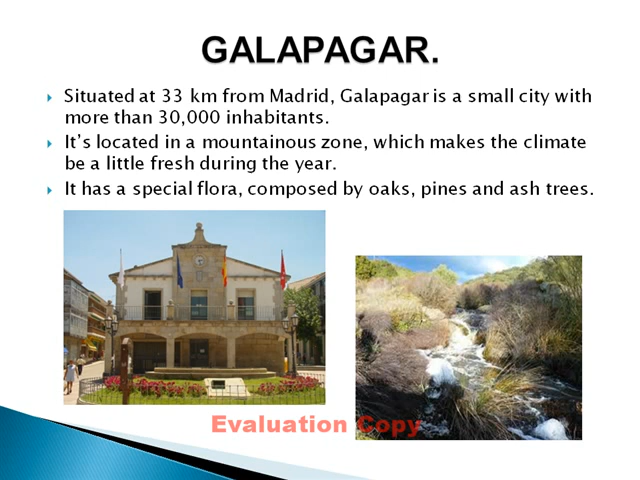 GALAPAGAR.
Situated at 33 km from Madrid, Galapagar is a small city with
more than 30,000 inhabitants.
It's located in a mountainous zone, which makes the climate
be a little fresh during the year.
It has a special flora, composed by oaks, pines and ash trees.
Evaluation Copy